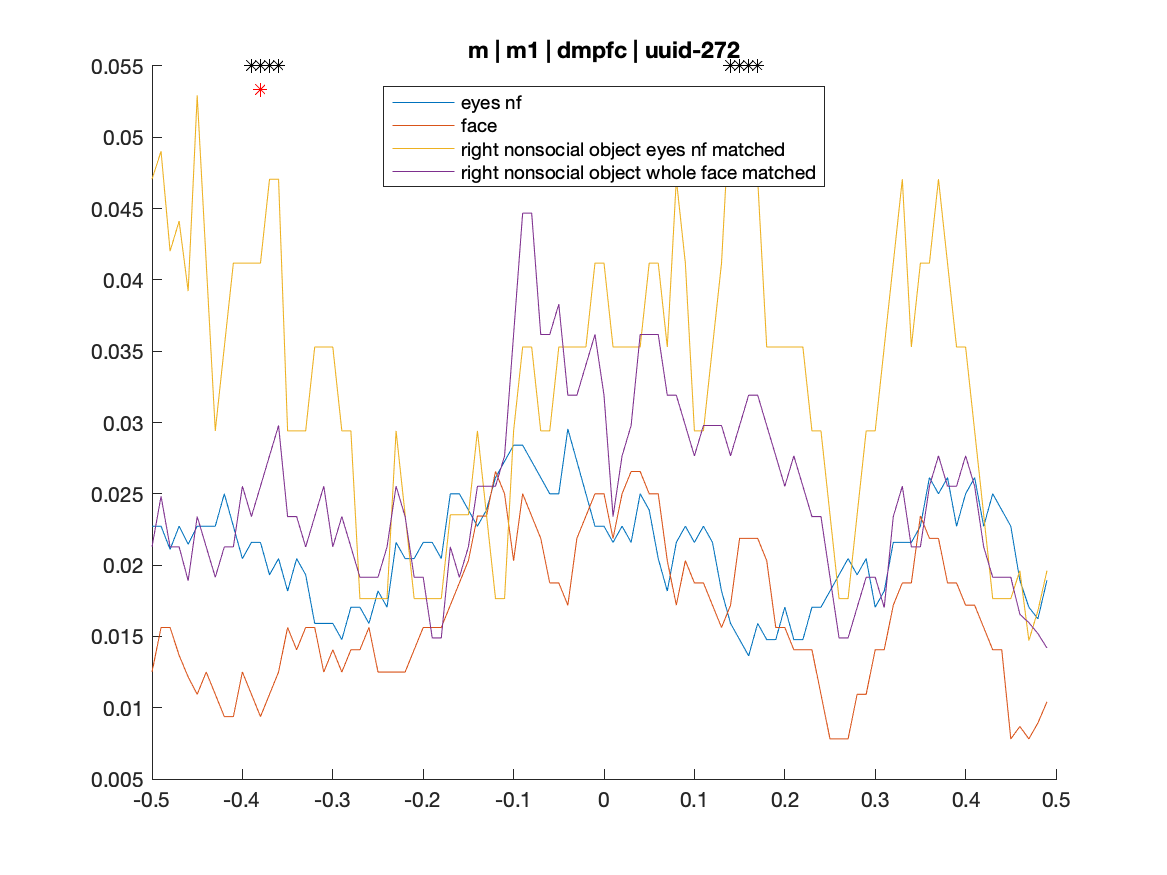 m | m1 | dmpfc | uuid-272
0.055
0.05
0.045
0.04
0.035
0.03
0.025
0.02
0.015
0.01
0.005
eyes nf
face
right nonsocial object eyes nf matched
right nonsocial object whole face matched
-0.5 -0.4 -0.3 -0.2 -0.1 0 0.1 0.2 0.3 0.4 0.5